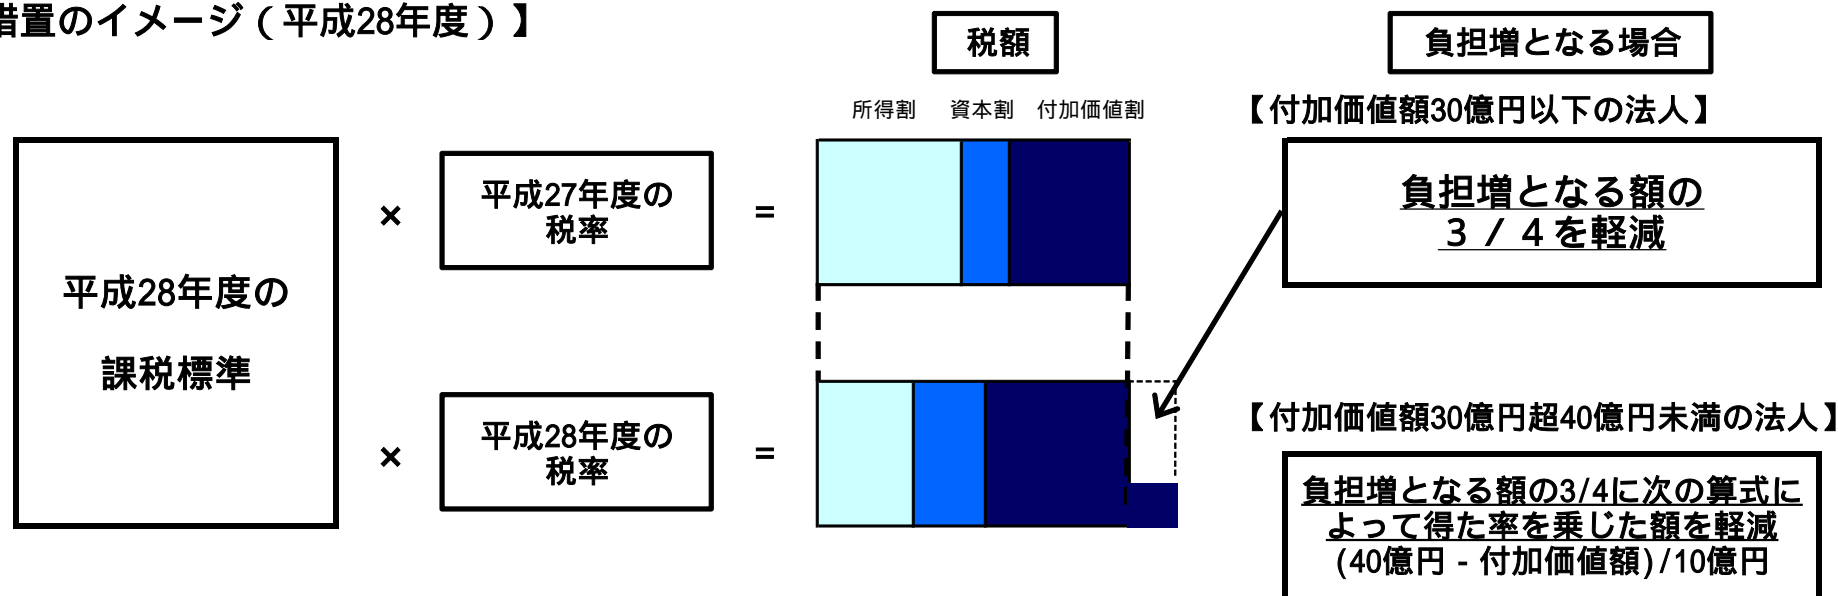 措置のイメージ（平成28年度）】
税額
負担増となる場合
所得割 資本割 付加価値割
【付加価値額30億円以下の法人】
平成28年度の
課税標準
×
平成27年度の
税率
=
負担増となる額の
３／４を軽減
×
平成28年度の
税率
=
【付加価値額30億円超40億円未満の法人】
負担増となる額の3/4に次の算式に
よって得た率を乗じた額を軽減
(40億円‐付加価値額)/10億円